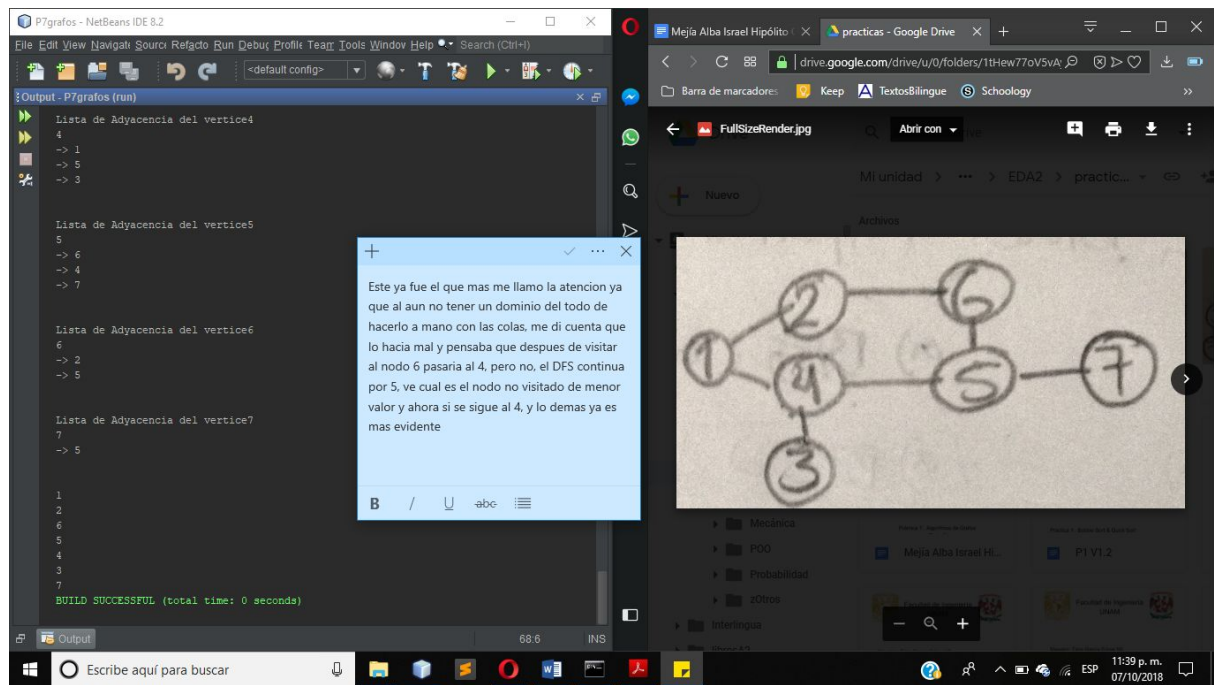 P7grafos - NetBeans IDE 8.2
File Edit View Navigate Source Refacto Run Debug Profile Team Tools Window Help Search (Ctrl+I)
<default config>
Output - P7grafos (run)
Lista de Adyacencia del vertice4
4
-> 1
-> 5
-> 3
Lista de Adyacencia del vertice5
5
-> 6
-> 4
-> 7
Lista de Adyacencia del vertice6
6
-> 2
-> 5
Lista de Adyacencia del vertice7
7
-> 5
1
2
6
5
4
3
7
BUILD SUCCESSFUL (total time: 0 seconds)
Output
68:6
INS
Este ya fue el que mas me llamo la atencion ya
que al aun no tener un dominio del todo de
hacerlo a mano con las colas, me di cuenta que
lo hacia mal y pensaba que despues de visitar
al nodo 6 pasaria al 4, pero no, el DFS continua
por 5, ve cual es el nodo no visitado de menor
valor y ahora si se sigue al 4, y lo demas ya es
mas evidente
B / U abc
Mejía Alba Israel Hipólito
practicas - Google Drive
drive.google.com/drive/u/0/folders/1tHew77oV5vA
Barra de marcadores Keep TextosBilingue Schoology
FullSizeRender.jpg
Abrir con
Nuevo
Mi unidad > ... > EDA2 > practic...
Archivos
2
6
1
4
5
7
3
Mecánica
POO
Probabilidad
zOtros
Interlingua
Mejía Alba Israel Hi...
P1 V1.2
Escribe aquí para buscar
ESP
11:39 p. m.
07/10/2018